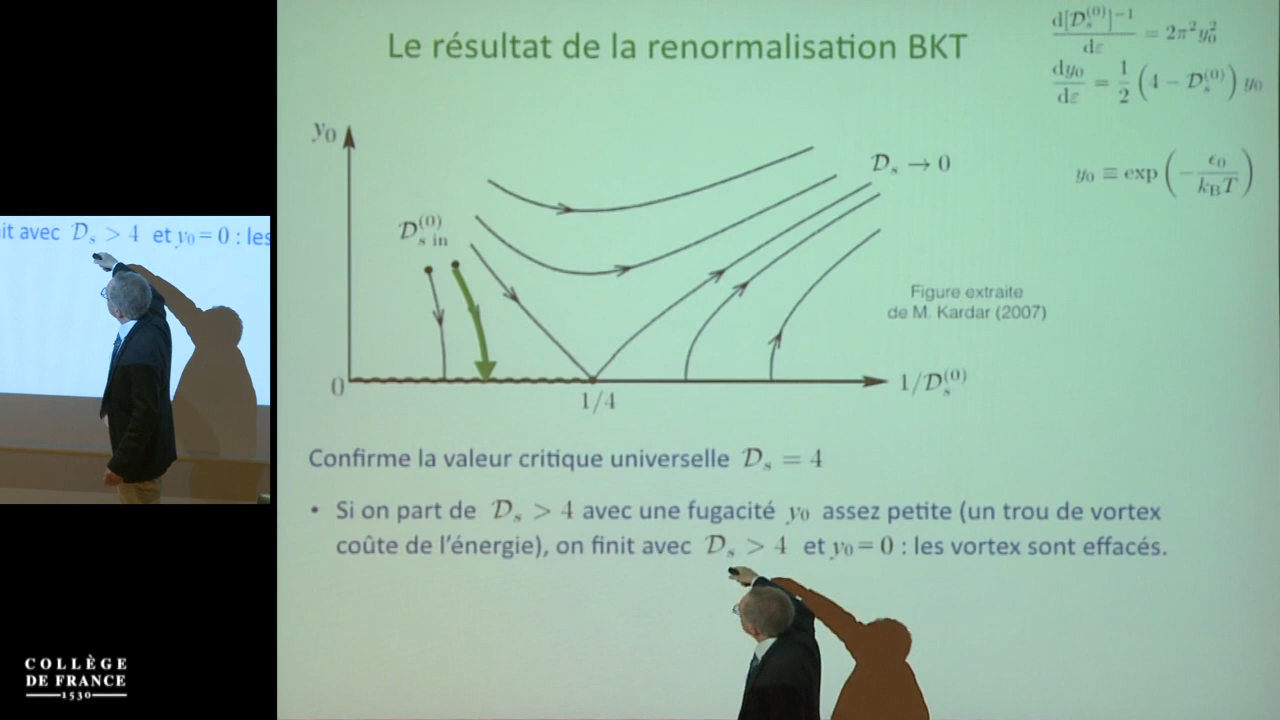 Le résultat de la renormalisation BKT
d[𝒟ₛ⁽⁰⁾]⁻¹/dε = 2π²y₀²
dy₀/dε = 1/2 (4 − 𝒟ₛ⁽⁰⁾) y₀
y₀ ≡ exp(−ϵ₀/k_BT)
y₀
𝒟ₛ → 0
𝒟ₛ⁽⁰⁾ in
Figure extraite
de M. Kardar (2007)
0
1/4
1/𝒟ₛ⁽⁰⁾
Confirme la valeur critique universelle 𝒟ₛ = 4
• Si on part de 𝒟ₛ > 4 avec une fugacité y₀ assez petite (un trou de vortex
coûte de l'énergie), on finit avec 𝒟ₛ > 4 et y₀ = 0 : les vortex sont effacés.
it avec 𝒟ₛ > 4 et y₀ = 0 : les
COLLÈGE
DE FRANCE
1530